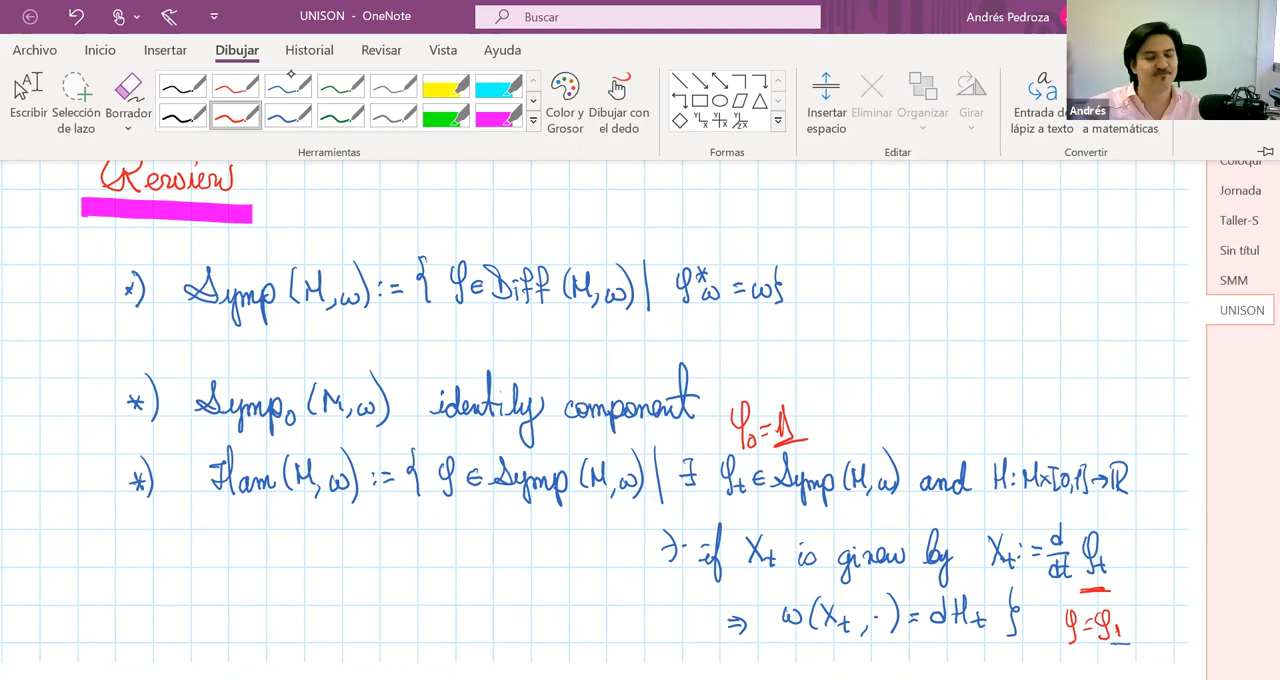 UNISON - OneNote
Buscar
Andrés Pedroza
Archivo Inicio Insertar Dibujar Historial Revisar Vista Ayuda
Escribir Selección de lazo Borrador
Color y Grosor Dibujar con el dedo
Insertar espacio Eliminar Organizar Girar
Entrada de lápiz a texto a matemáticas
Andrés
Herramientas Formas Editar Convertir
Review
Jornada
Taller-S
Sin títul
SMM
UNISON
*) Symp (M,ω) := { φ ∈ Diff (M,ω) | φ*ω = ω}
*) Symp₀ (M,ω) identity component
φ₀ = 1
*) Ham (M,ω) := { φ ∈ Symp (M,ω) | ∃ φₜ ∈ Symp (M,ω) and H: M×[0,1] → ℝ
∋· if Xₜ is given by Xₜ := d/dt φₜ
⇒ ω(Xₜ, ·) = dHₜ } φ = φ₁